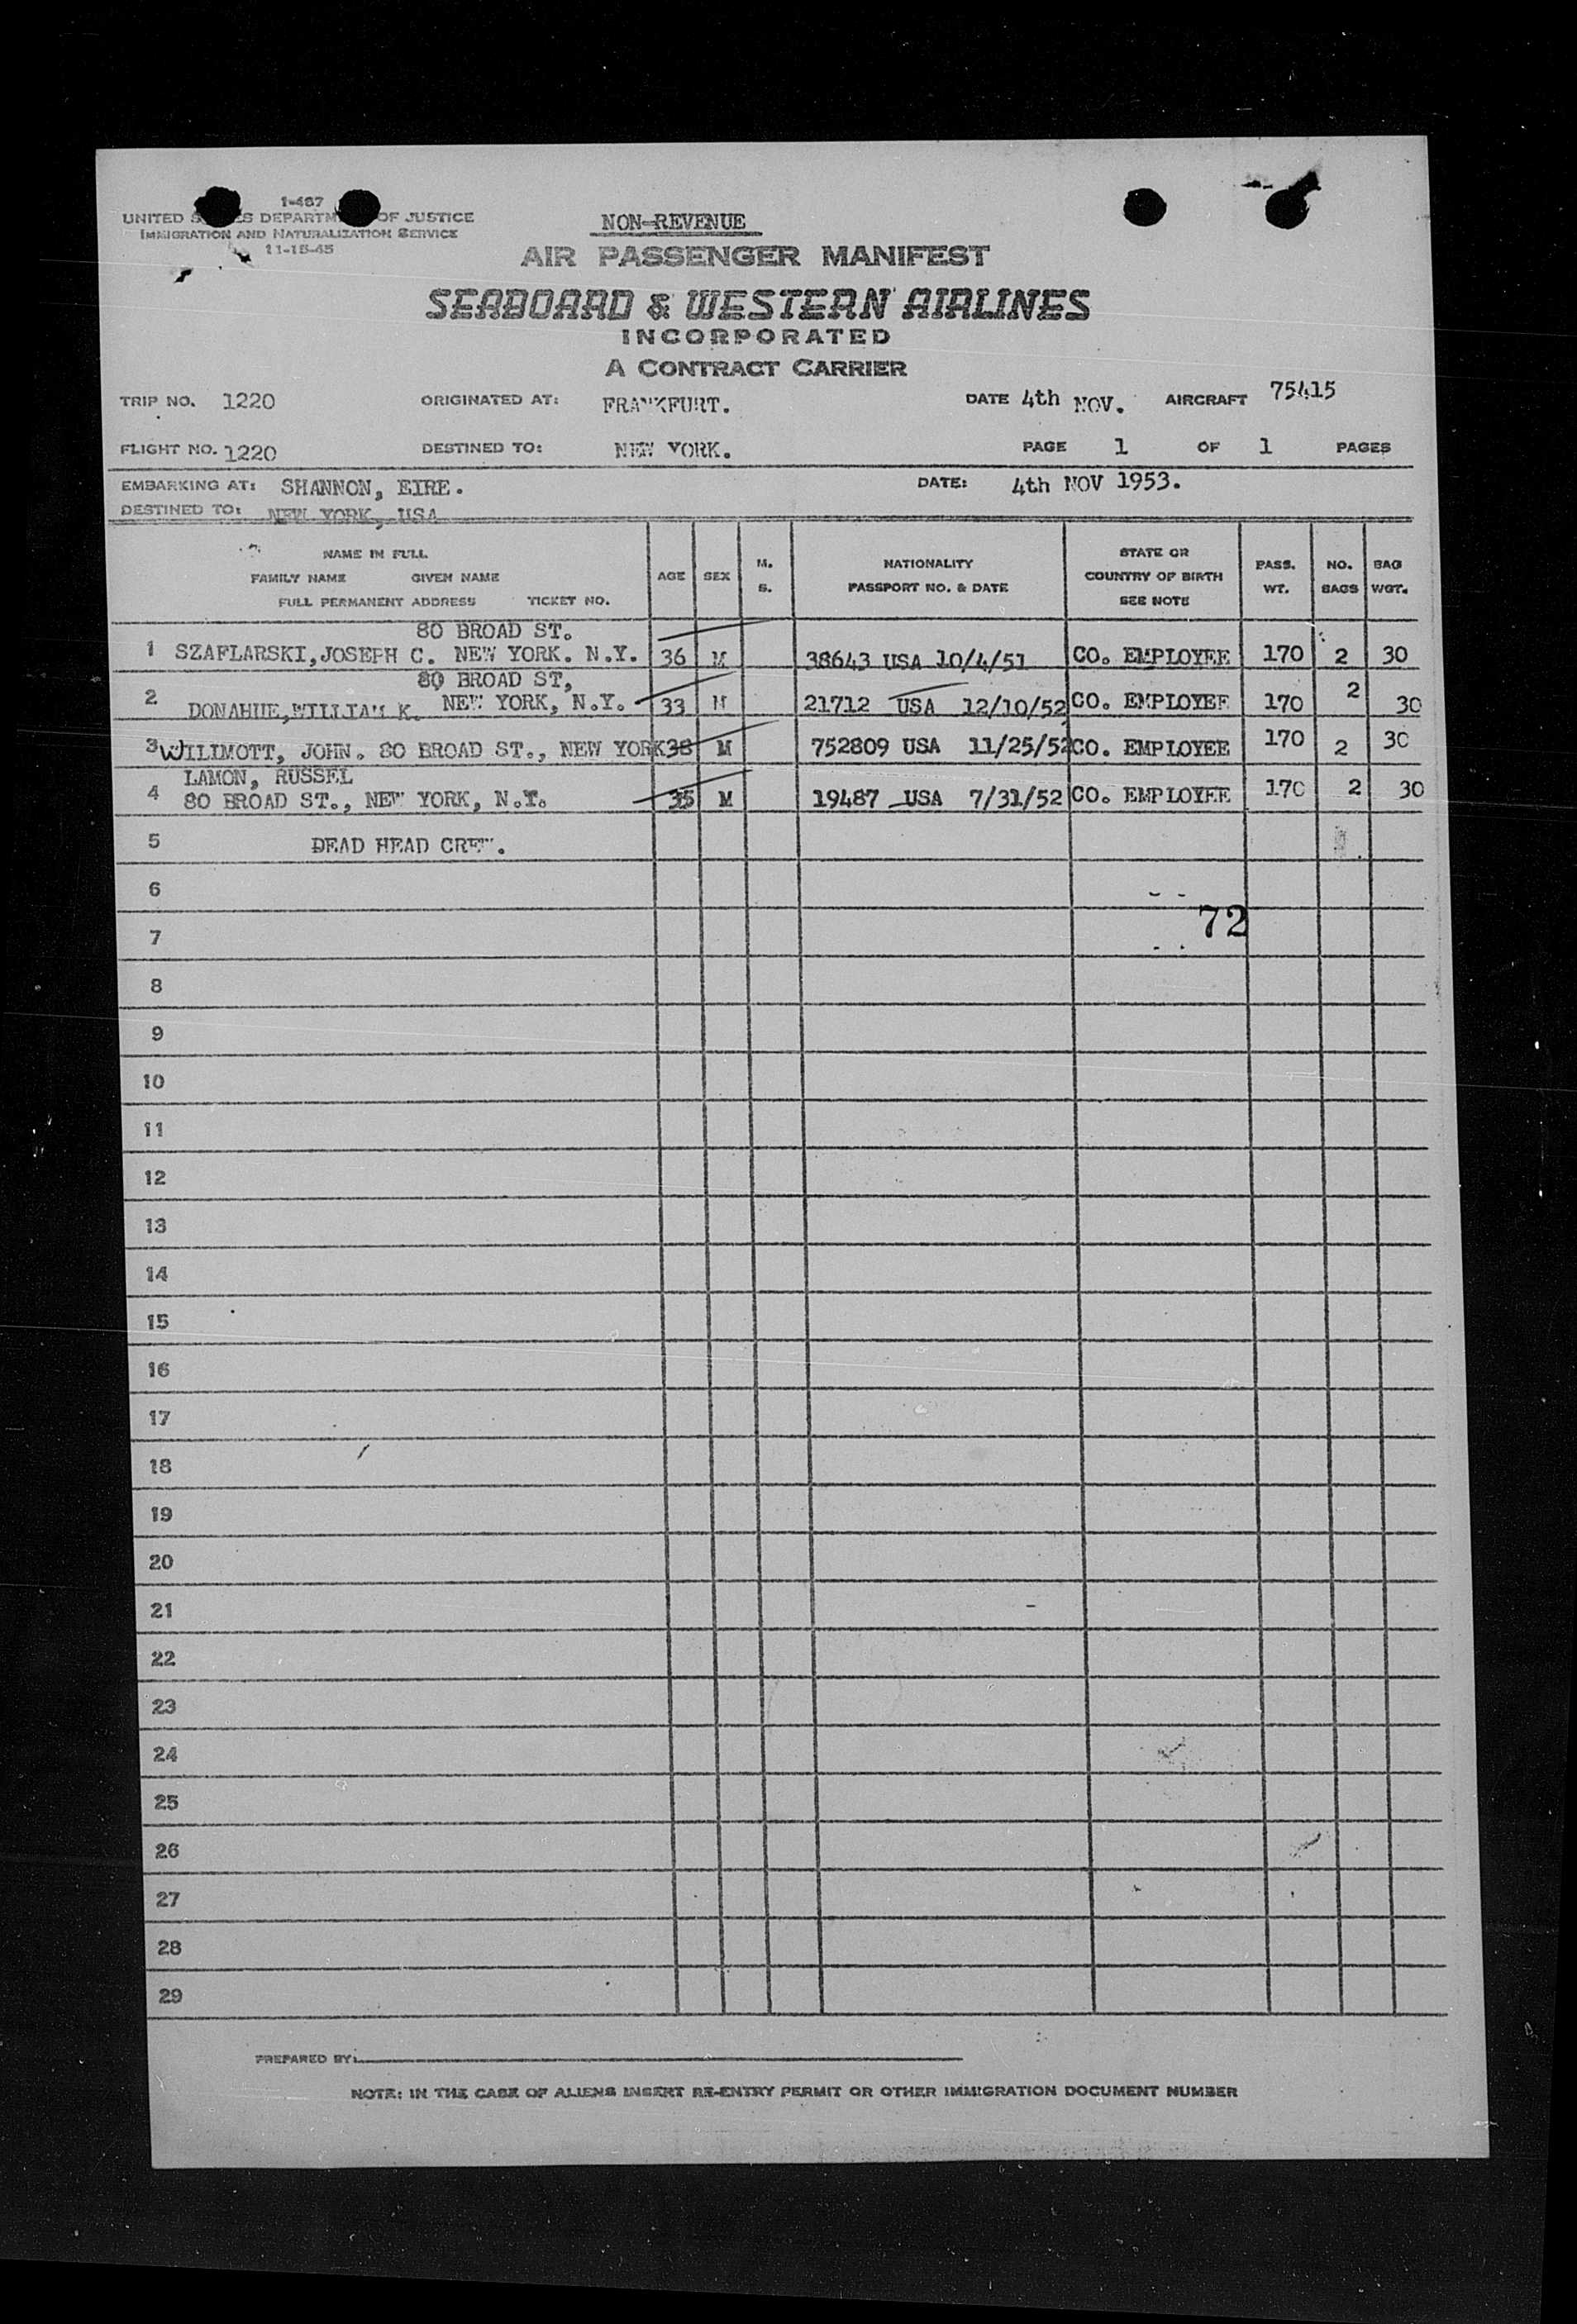 1-467
UNITED S ES DEPARTM OF JUSTICE
IMMIGRATION AND NATURALIZATION SERVICE
11-15-45
NON-REVENUE
AIR PASSENGER MANIFEST
SEABOARD & WESTERN AIRLINES
INCORPORATED
A CONTRACT CARRIER
TRIP NO. 1220 ORIGINATED AT: FRANKFURT. DATE 4th NOV. AIRCRAFT 75415
FLIGHT NO. 1220 DESTINED TO: NEW YORK. PAGE 1 OF 1 PAGES
EMBARKING AT: SHANNON, EIRE. DATE: 4th NOV 1953.
DESTINED TO: NEW YORK, USA
NAME IN FULL
FAMILY NAME GIVEN NAME
FULL PERMANENT ADDRESS TICKET NO.
AGE
SEX
M.
S.
NATIONALITY
PASSPORT NO. & DATE
STATE OR
COUNTRY OF BIRTH
SEE NOTE
PASS.
WT.
NO.
BAGS
BAG
WGT.
80 BROAD ST.
1 SZAFLARSKI, JOSEPH C. NEW YORK. N.Y. 36 M 38643 USA 10/4/51 CO. EMPLOYEE 170 2 30
80 BROAD ST,
2 DONAHUE, WILLIAM K. NEW YORK, N.Y. 33 M 21712 USA 12/10/52 CO. EMPLOYEE 170 2 30
3 WILIMOTT, JOHN. 80 BROAD ST., NEW YORK 38 M 752809 USA 11/25/52 CO. EMPLOYEE 170 2 30
LAMON, RUSSEL
4 80 BROAD ST., NEW YORK, N.Y. 35 M 19487 USA 7/31/52 CO. EMPLOYEE 170 2 30
5 DEAD HEAD CREW.
6
72
7
8
9
10
11
12
13
14
15
16
17
18
19
20
21
22
23
24
25
26
27
28
29
PREPARED BY:
NOTE: IN THE CASE OF ALIENS INSERT RE-ENTRY PERMIT OR OTHER IMMIGRATION DOCUMENT NUMBER